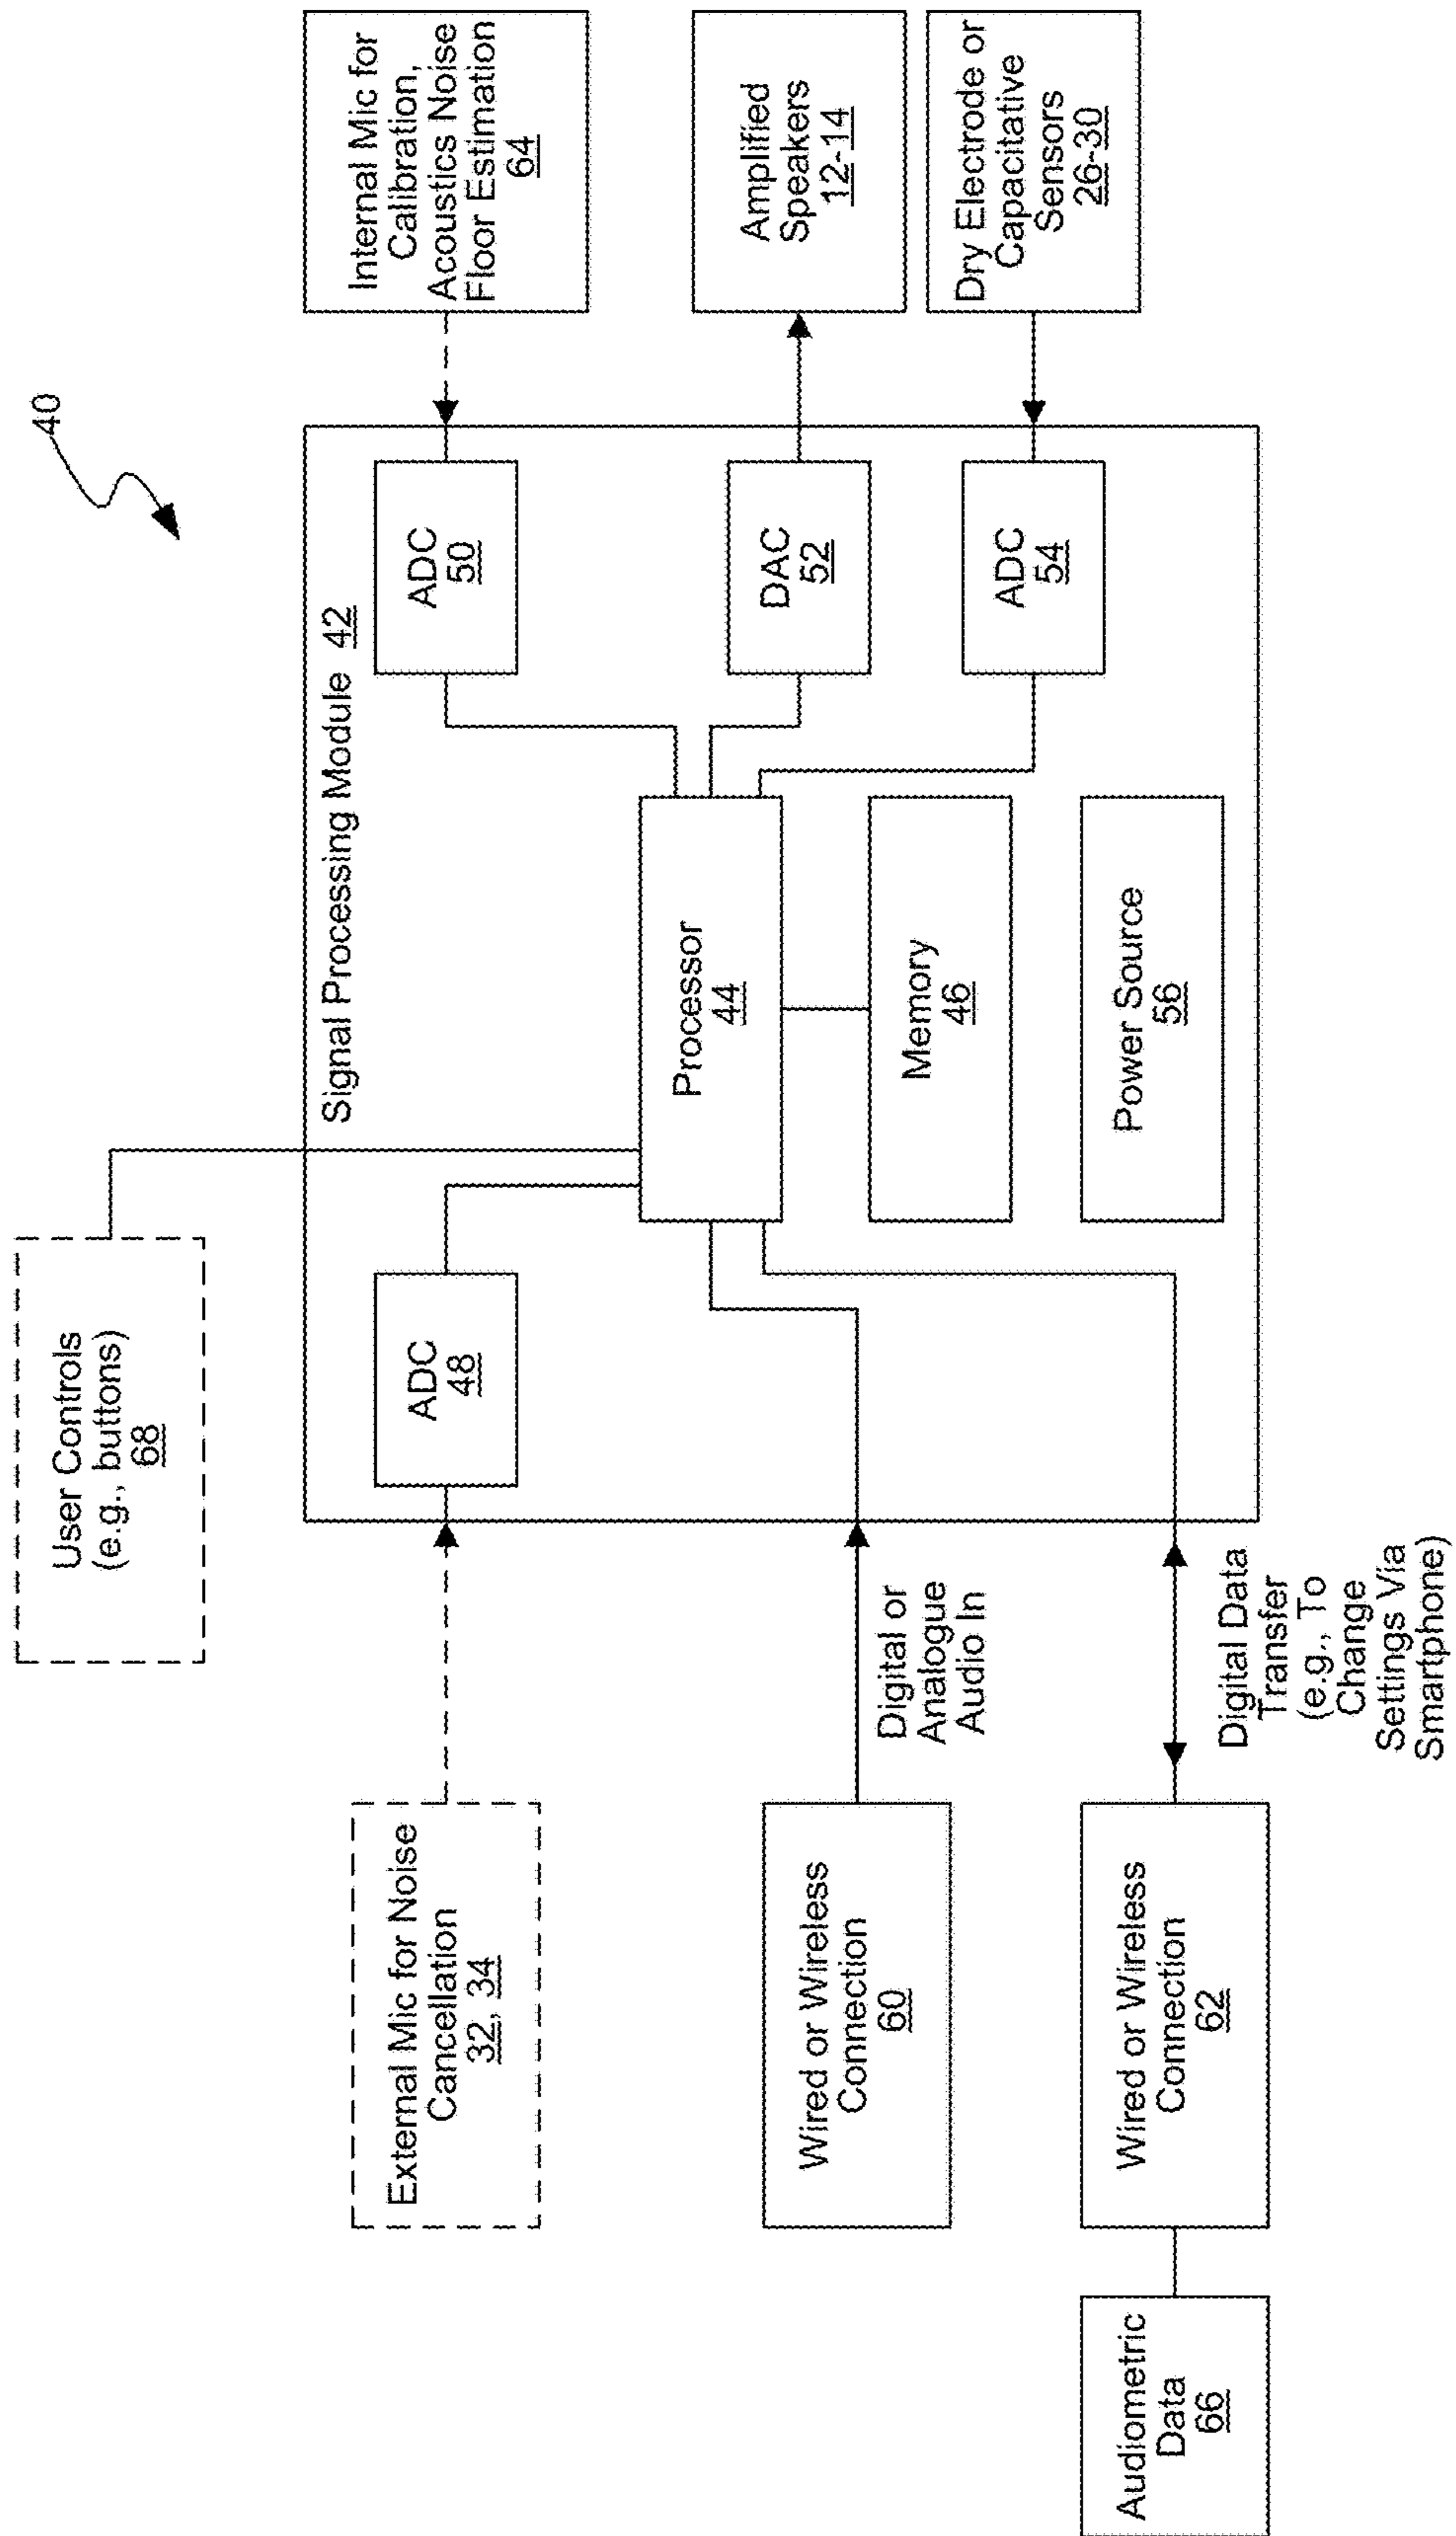 40
User Controls
(e.g., buttons)
68
Signal Processing Module 42
External Mic for Noise
Cancellation
32, 34
ADC
48
ADC
50
Internal Mic for
Calibration,
Acoustics Noise
Floor Estimation
64
Processor
44
Wired or Wireless
Connection
60
Digital or
Analogue
Audio In
DAC
52
Amplified
Speakers
12-14
Memory
46
ADC
54
Dry Electrode or
Capacitative
Sensors
26-30
Power Source
56
Audiometric
Data
66
Wired or Wireless
Connection
62
Digital Data
Transfer
(e.g., To
Change
Settings Via
Smartphone)